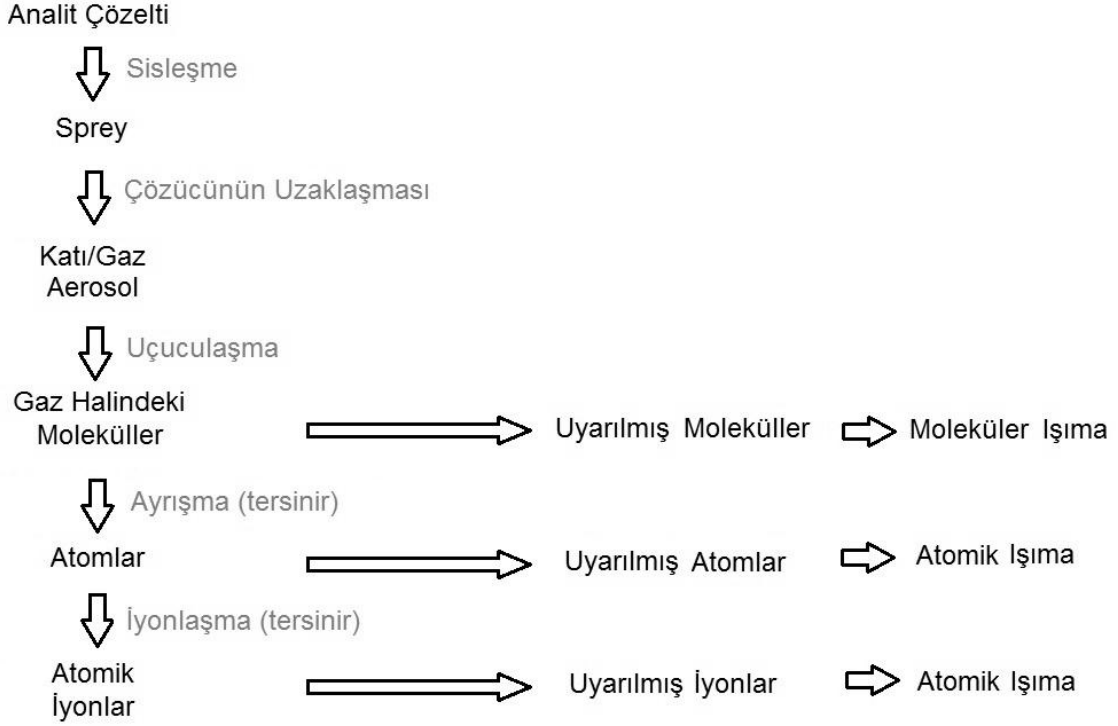 Analit Çözelti
Sisleşme
Sprey
Çözücünün Uzaklaşması
Katı/Gaz
Aerosol
Uçuculaşma
Gaz Halindeki
Moleküller
Uyarılmış Moleküller
Moleküler Işıma
Ayrışma (tersinir)
Atomlar
Uyarılmış Atomlar
Atomik Işıma
İyonlaşma (tersinir)
Atomik
İyonlar
Uyarılmış İyonlar
Atomik Işıma